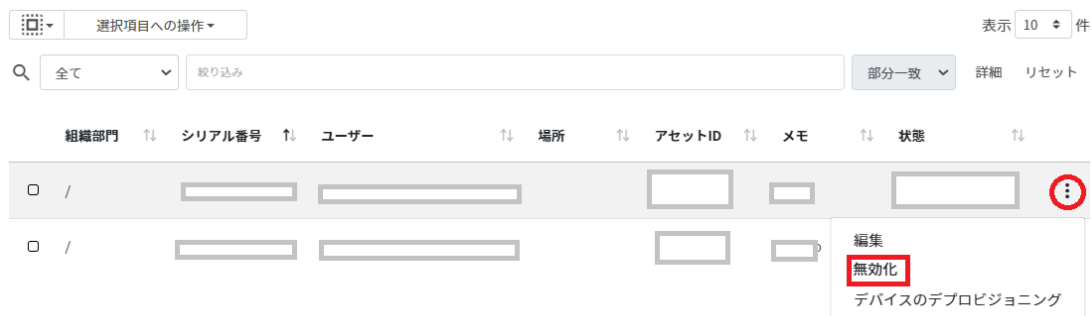 選択項目への操作 表示 10 件
全て 絞り込み 部分一致 詳細 リセット
組織部門 シリアル番号 ユーザー 場所 アセットID メモ 状態
/
/
編集
無効化
デバイスのデプロビジョニング